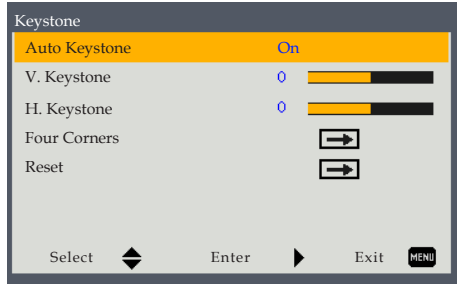 Keystone
Auto Keystone On
V. Keystone 0
H. Keystone 0
Four Corners
Reset
Select Enter Exit MENU